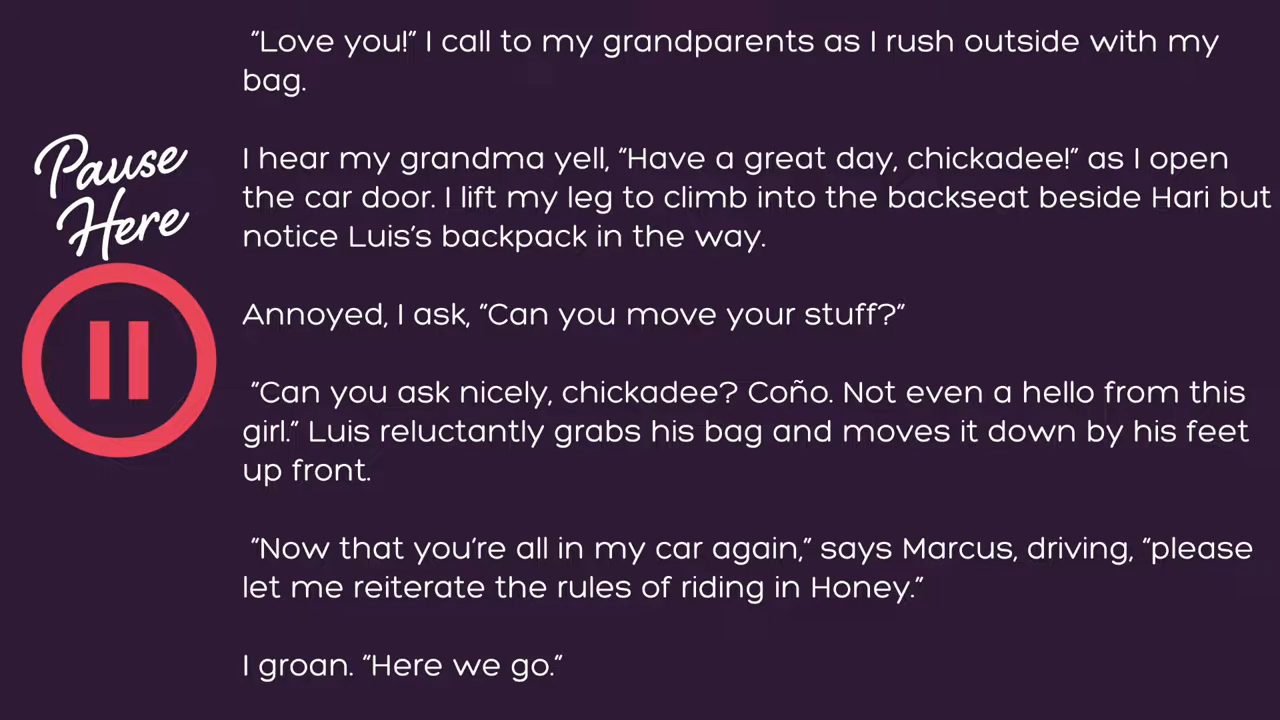 "Love you!" I call to my grandparents as I rush outside with my
bag.
Pause
Here
I hear my grandma yell, "Have a great day, chickadee!" as I open
the car door. I lift my leg to climb into the backseat beside Hari but
notice Luis's backpack in the way.
Annoyed, I ask, "Can you move your stuff?"
"Can you ask nicely, chickadee? Coño. Not even a hello from this
girl." Luis reluctantly grabs his bag and moves it down by his feet
up front.
"Now that you're all in my car again," says Marcus, driving, "please
let me reiterate the rules of riding in Honey."
I groan. "Here we go."